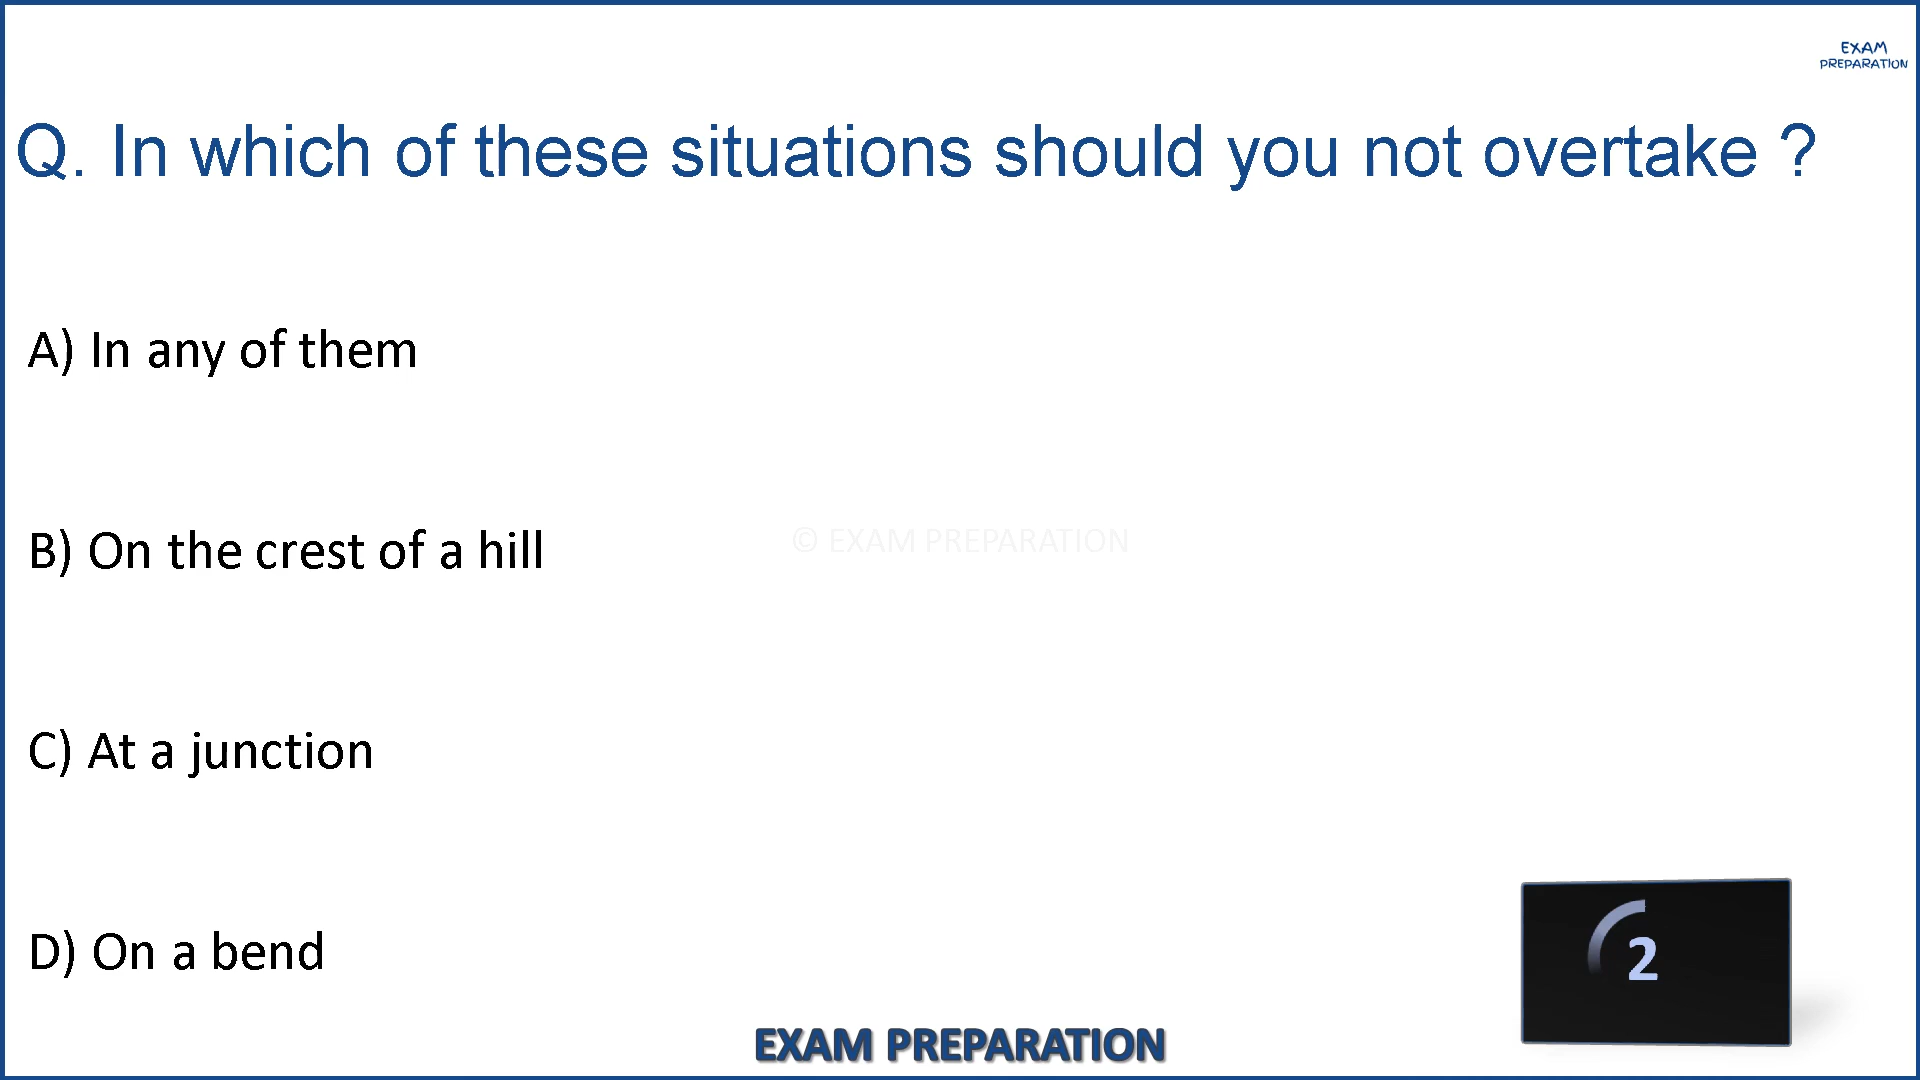 EXAM
PREPARATION
Q. In which of these situations should you not overtake ?
A) In any of them
B) On the crest of a hill
© EXAM PREPARATION
C) At a junction
D) On a bend
2
EXAM PREPARATION